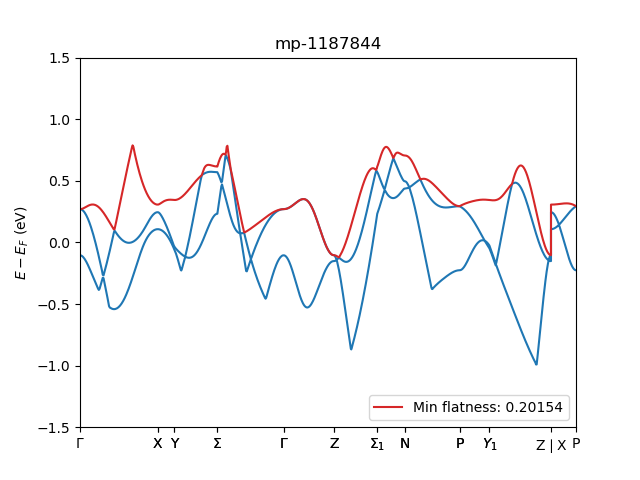 mp-1187844
E − E_F (eV)
1.5
1.0
0.5
0.0
−0.5
−1.0
−1.5
Min flatness: 0.20154
Γ X Y Σ Γ Z Σ₁ N P Y₁ Z | X P